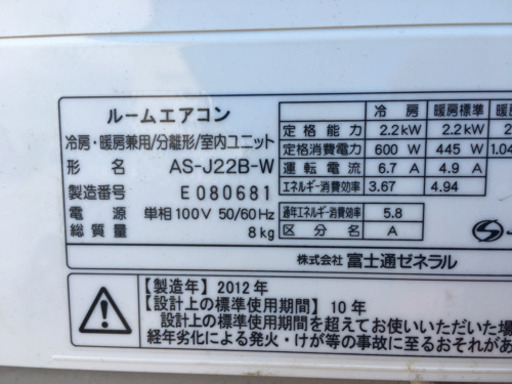 ルームエアコン
冷房・暖房兼用/分離形/室内ユニット
形 名 AS-J22B-W
製造番号 E080681
電 源 単相100V 50/60Hz
総質量 8kg
冷 房 暖房標準
定格能力 2.2kW 2.2kW
定格消費電力 600 W 445 W 1.04
運転電流 6.7 A 4.9 A
エネルギー消費効率 3.67 4.94
通年エネルギー消費効率 5.8
区分名 A
株式会社 富士通ゼネラル
【製造年】2012年
【設計上の標準使用期間】10年
設計上の標準使用期間を超えてお使いいただいた場
経年劣化による発火・けが等の事故に至るおそれがあ